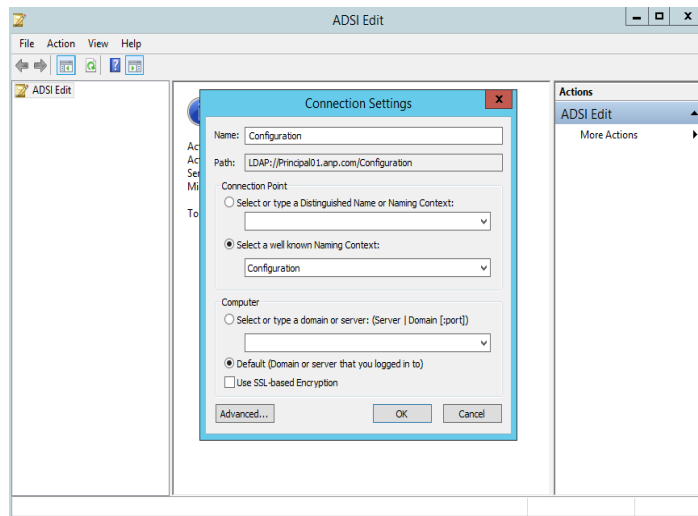 ADSI Edit
File Action View Help
ADSI Edit
Connection Settings
Name: Configuration
Path: LDAP://Principal01.anp.com/Configuration
Connection Point
Select or type a Distinguished Name or Naming Context:
Select a well known Naming Context:
Configuration
Computer
Select or type a domain or server: (Server | Domain [:port])
Default (Domain or server that you logged in to)
Use SSL-based Encryption
Advanced...
OK
Cancel
Actions
ADSI Edit
More Actions